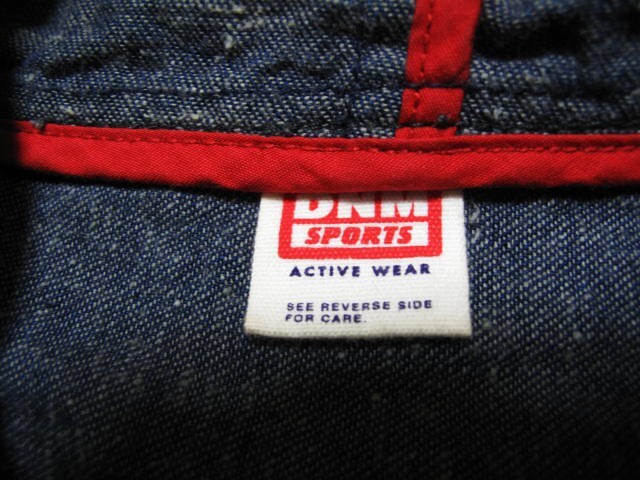 DNM
SPORTS
ACTIVE WEAR
SEE REVERSE SIDE
FOR CARE.